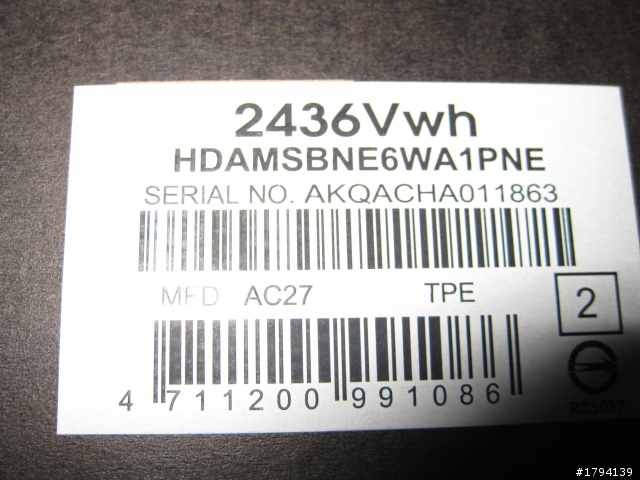 2436Vwh
HDAMSBNE6WA1PNE
SERIAL NO. AKQACHA011863
MFD AC27 TPE
2
4 711200 991086
R33037
#1794139